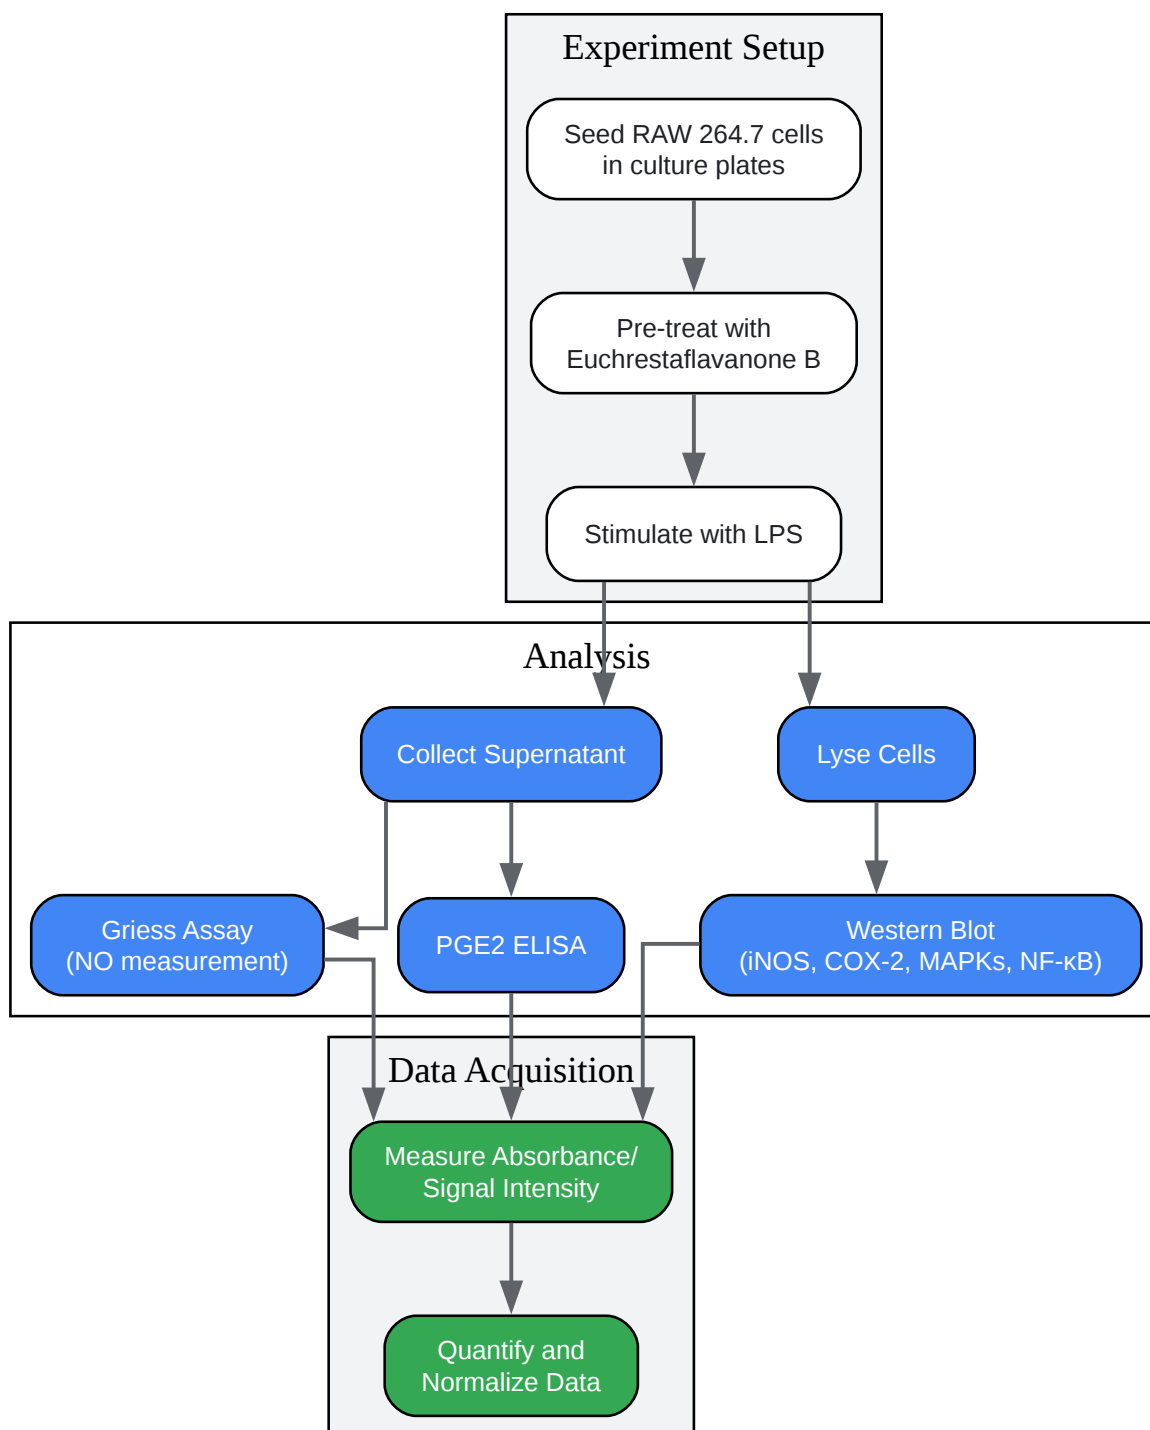 Experiment Setup
Seed RAW 264.7 cells
in culture plates
Pre-treat with
Euchrestaflavanone B
Stimulate with LPS
Analysis
Collect Supernatant
Lyse Cells
Griess Assay
(NO measurement)
PGE2 ELISA
Western Blot
(iNOS, COX-2, MAPKs, NF-κB)
Data Acquisition
Measure Absorbance/
Signal Intensity
Quantify and
Normalize Data